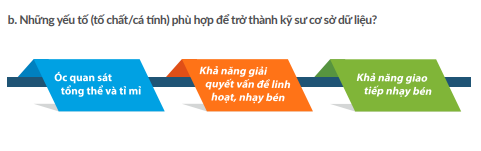 b. Những yếu tố (tố chất/cá tính) phù hợp để trở thành kỹ sư cơ sở dữ liệu?
Óc quan sát
tổng thể và tỉ mỉ
Khả năng giải
quyết vấn đề linh
hoạt, nhạy bén
Khả năng giao
tiếp nhạy bén